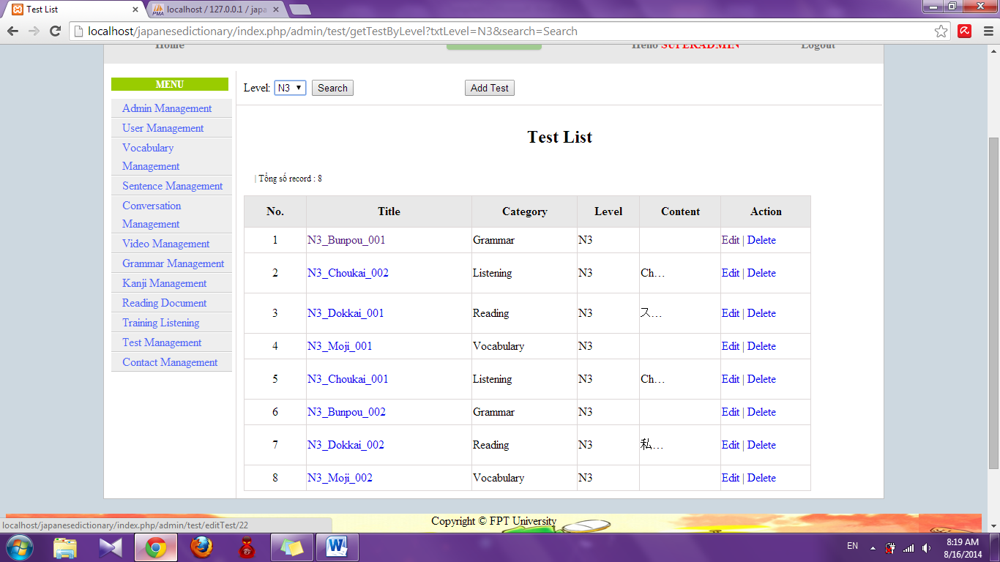 Test List
localhost / 127.0.0.1 / japa
localhost/japanesedictionary/index.php/admin/test/getTestByLevel?txtLevel=N3&search=Search
Home Hello SUPERADMIN Logout
MENU
Admin Management
User Management
Vocabulary
Management
Sentence Management
Conversation
Management
Video Management
Grammar Management
Kanji Management
Reading Document
Training Listening
Test Management
Contact Management
Level: N3 Search Add Test
Test List
| Tổng số record : 8
No. Title Category Level Content Action
1 N3_Bunpou_001 Grammar N3 Edit | Delete
2 N3_Choukai_002 Listening N3 Ch… Edit | Delete
3 N3_Dokkai_001 Reading N3 ス… Edit | Delete
4 N3_Moji_001 Vocabulary N3 Edit | Delete
5 N3_Choukai_001 Listening N3 Ch… Edit | Delete
6 N3_Bunpou_002 Grammar N3 Edit | Delete
7 N3_Dokkai_002 Reading N3 私… Edit | Delete
8 N3_Moji_002 Vocabulary N3 Edit | Delete
Copyright © FPT University
localhost/japanesedictionary/index.php/admin/test/editTest/22
EN 8:19 AM
8/16/2014